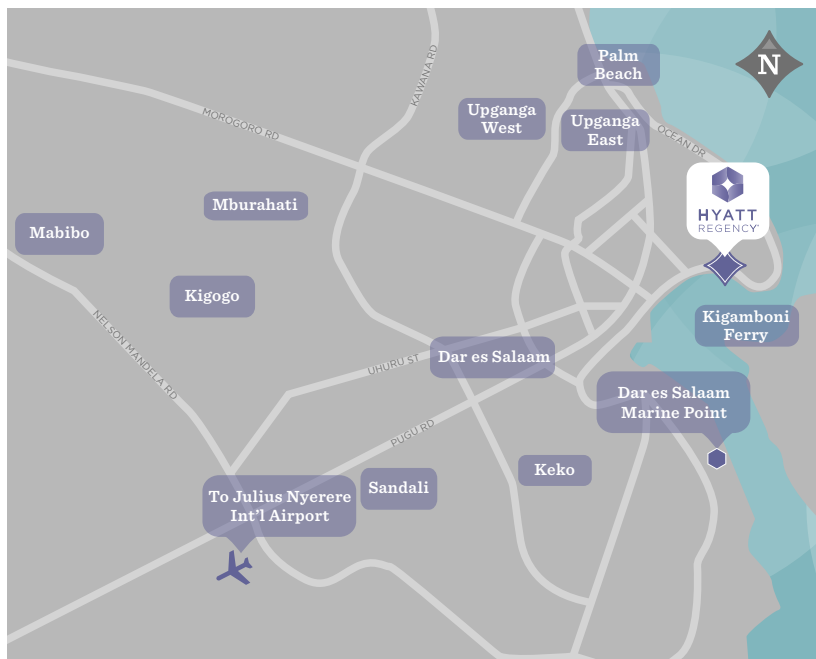 Palm
Beach
N
KAWANA RD
Upganga
West
Upganga
East
MOROGORO RD
OCEAN DR
HYATT
REGENCY
Mburahati
Mabibo
Kigogo
Kigamboni
Ferry
NELSON MANDELA RD
UHURU ST
Dar es Salaam
Dar es Salaam
Marine Point
PUGU RD
Keko
Sandali
To Julius Nyerere
Int'l Airport